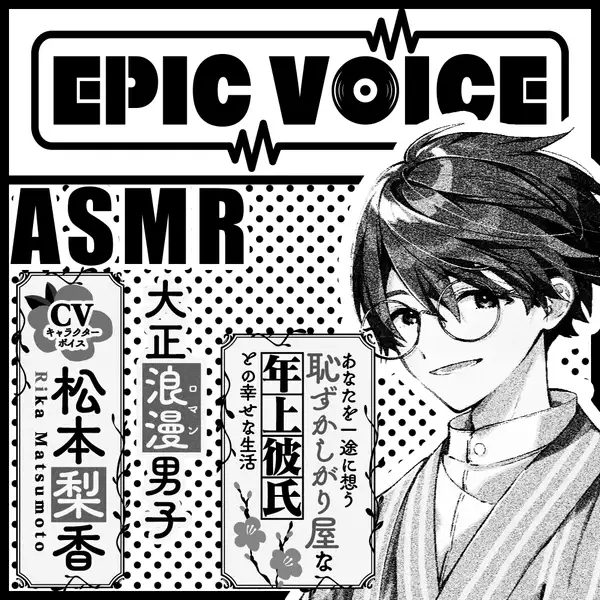 EPIC VOICE
ASMR
あなたを一途に想う
恥ずかしがり屋な
年上彼氏
との幸せな生活
大正浪漫男子
ロマン
CV
キャラクター
ボイス
松本梨香
Rika Matsumoto